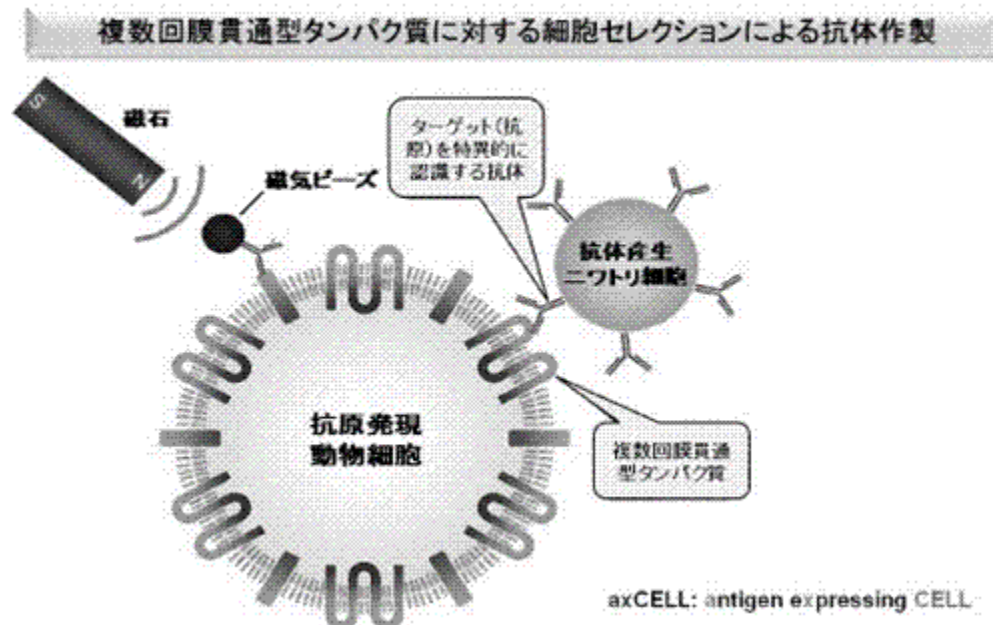 複数回膜貫通型タンパク質に対する細胞セレクションによる抗体作製
S
磁石
N
磁気ビーズ
ターゲット(抗
原)を特異的に
認識する抗体
抗体産生
ニワトリ細胞
抗原発現
動物細胞
複数回膜貫通
型タンパク質
axCELL: antigen expressing CELL